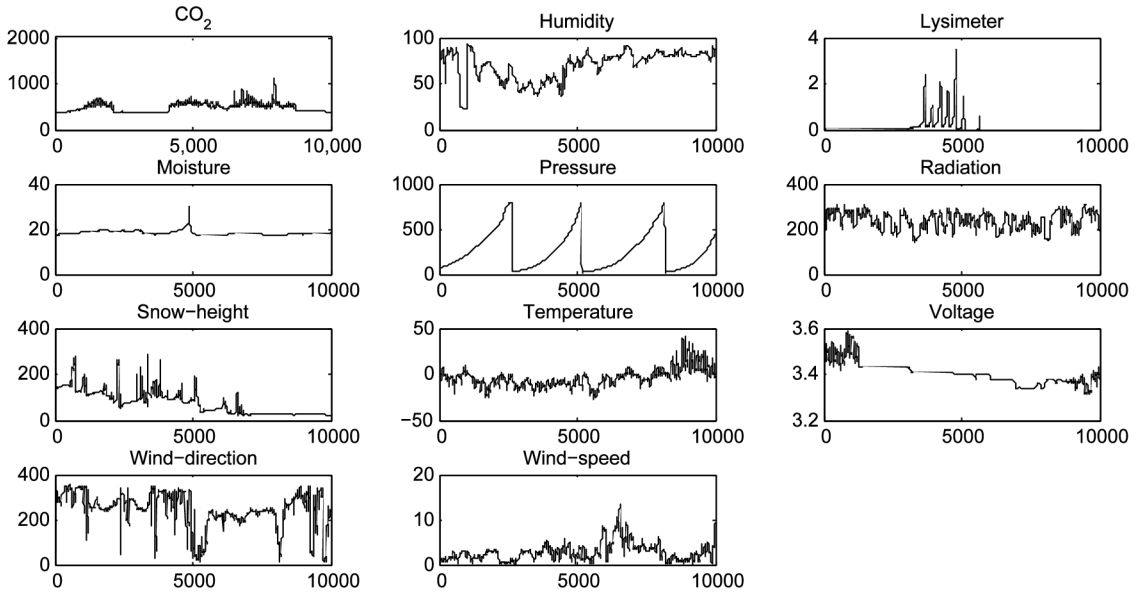 CO2 Humidity Lysimeter
2000 100 4
1000 50 2
0 0 0
0 5,000 10,000 0 5000 10000 0 5000 10000
Moisture Pressure Radiation
40 1000 400
20 500 200
0 0 0
0 5000 10000 0 5000 10000 0 5000 10000
Snow−height Temperature Voltage
400 50 3.6
200 0 3.4
0 −50 3.2
0 5000 10000 0 5000 10000 0 5000 10000
Wind−direction Wind−speed
400 20
200 10
0 0
0 5000 10000 0 5000 10000